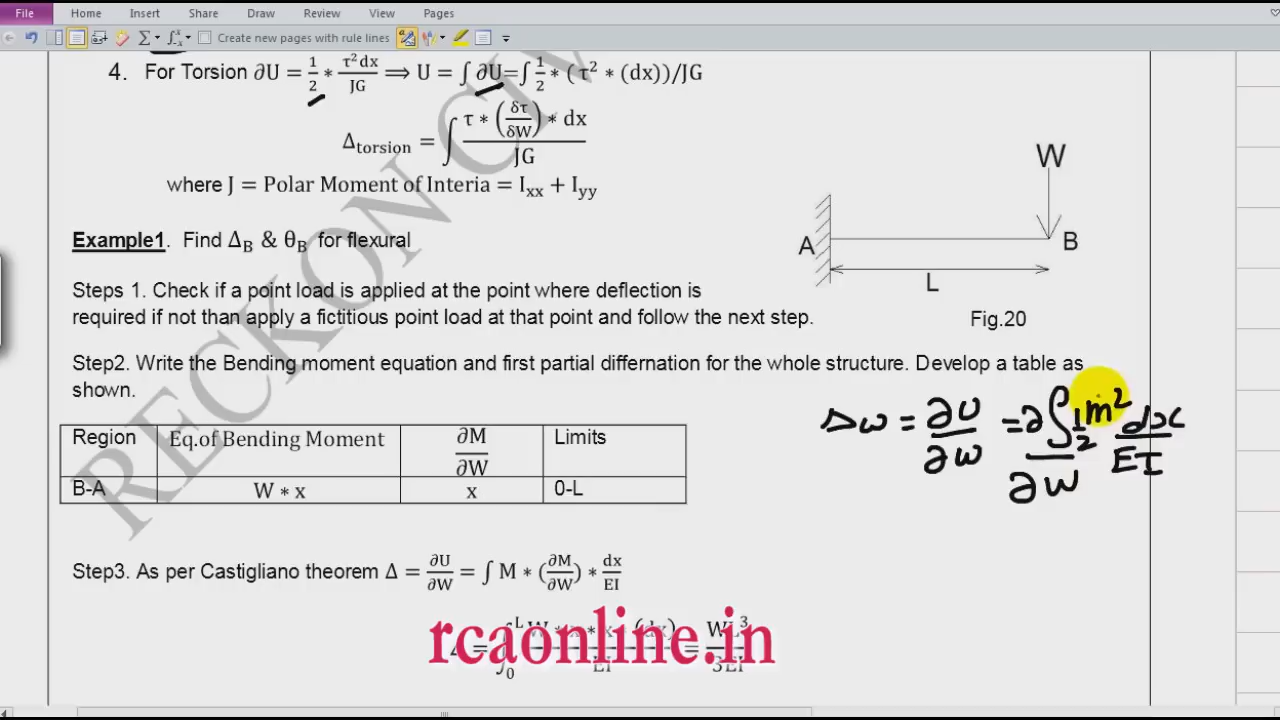 File Home Insert Share Draw Review View Pages
Create new pages with rule lines
4. For Torsion ∂U = 1/2 * τ²dx/JG ⟹ U = ∫ ∂U=∫ 1/2 * (τ² * (dx))/JG
Δtorsion = ∫ τ * (δτ/δW) * dx / JG
where J = Polar Moment of Interia = Ixx + Iyy
W
Example1. Find ΔB & θB for flexural
A B
L
Steps 1. Check if a point load is applied at the point where deflection is
required if not than apply a fictitious point load at that point and follow the next step.
Fig.20
Step2. Write the Bending moment equation and first partial differnation for the whole structure. Develop a table as
shown.
Δw = ∂U/∂w = ∂∫ 1/2 m² dx/EI / ∂W
Region Eq.of Bending Moment ∂M/∂W Limits
B-A W * x x 0-L
Step3. As per Castigliano theorem Δ = ∂U/∂W = ∫ M * (∂M/∂W) * dx/EI
= WL³/3EI
rcaonline.in
RECKON CIV